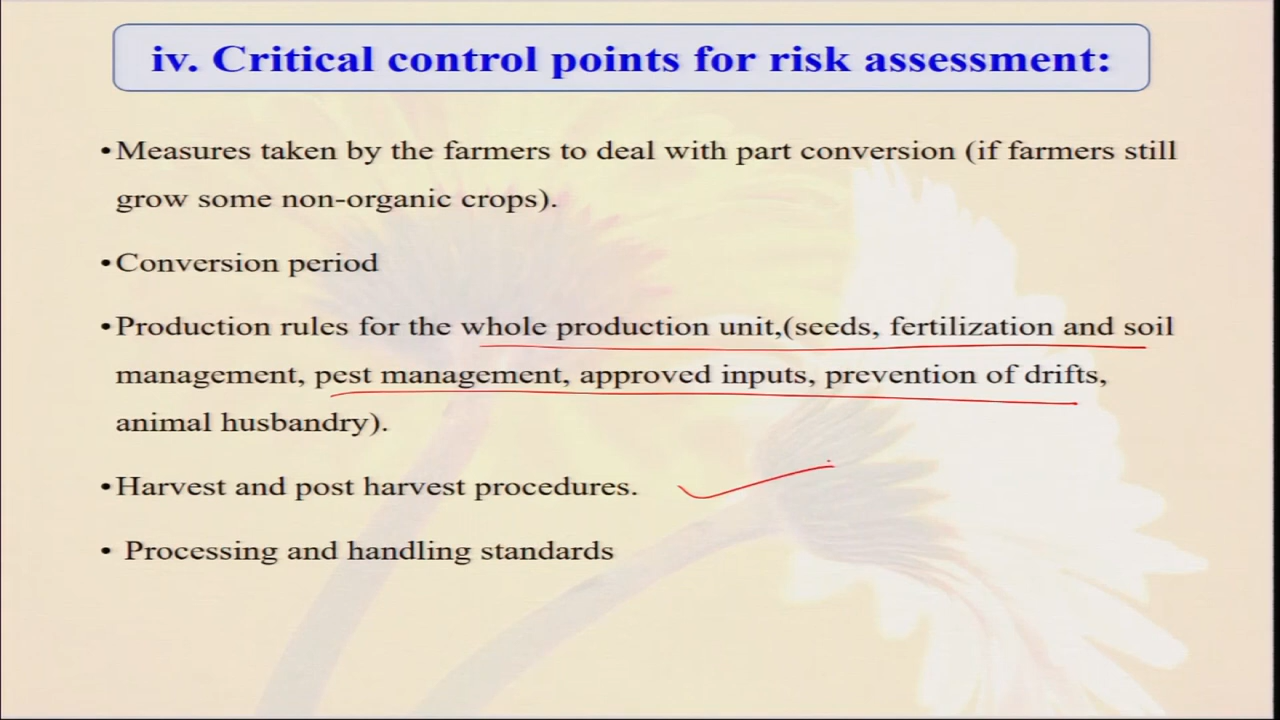 iv. Critical control points for risk assessment:
•Measures taken by the farmers to deal with part conversion (if farmers still
grow some non-organic crops).
•Conversion period
•Production rules for the whole production unit,(seeds, fertilization and soil
management, pest management, approved inputs, prevention of drifts,
animal husbandry).
•Harvest and post harvest procedures.
• Processing and handling standards